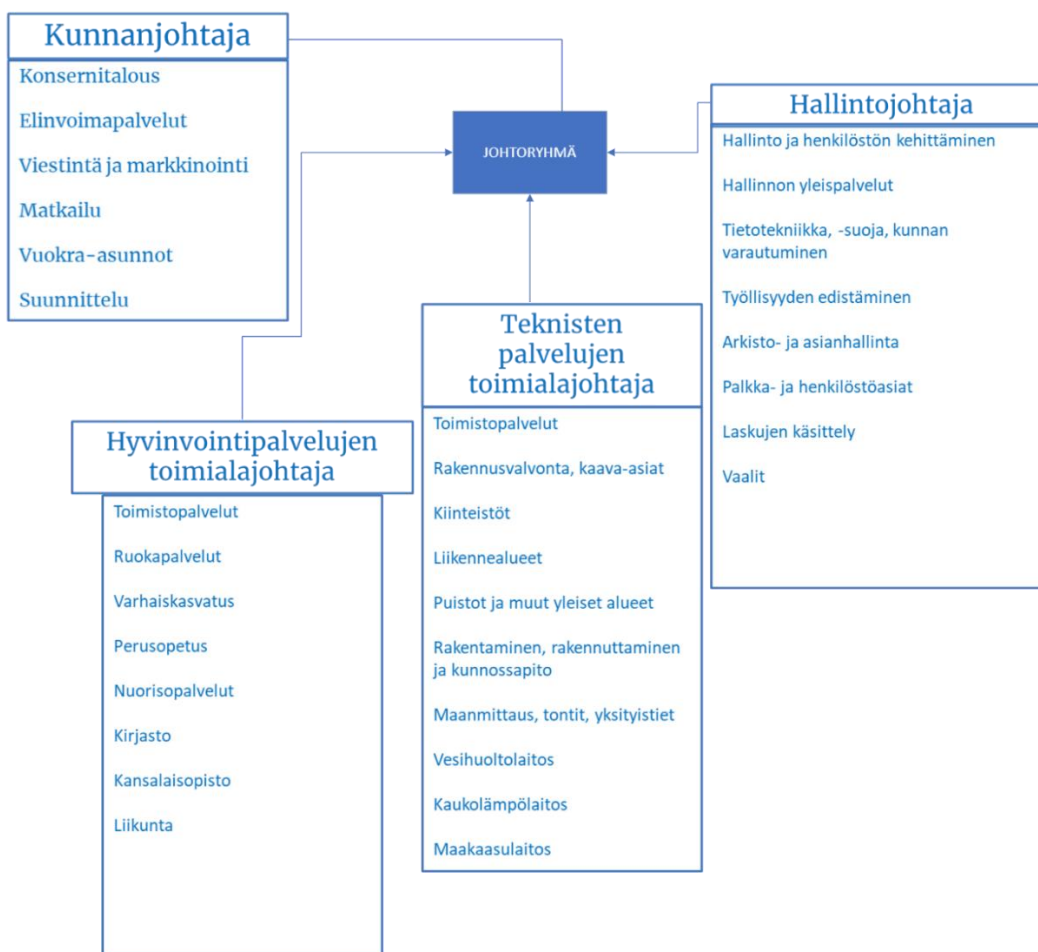 Kunnanjohtaja
Konsernitalous
Elinvoimapalvelut
Viestintä ja markkinointi
Matkailu
Vuokra-asunnot
Suunnittelu
JOHTORYHMÄ
Hallintojohtaja
Hallinto ja henkilöstön kehittäminen
Hallinnon yleispalvelut
Tietotekniikka, -suoja, kunnan
varautuminen
Työllisyyden edistäminen
Arkisto- ja asianhallinta
Palkka- ja henkilöstöasiat
Laskujen käsittely
Vaalit
Hyvinvointipalvelujen
toimialajohtaja
Toimistopalvelut
Ruokapalvelut
Varhaiskasvatus
Perusopetus
Nuorisopalvelut
Kirjasto
Kansalaisopisto
Liikunta
Teknisten
palvelujen
toimialajohtaja
Toimistopalvelut
Rakennusvalvonta, kaava-asiat
Kiinteistöt
Liikennealueet
Puistot ja muut yleiset alueet
Rakentaminen, rakennuttaminen
ja kunnossapito
Maanmittaus, tontit, yksityistiet
Vesihuoltolaitos
Kaukolämpölaitos
Maakaasulaitos